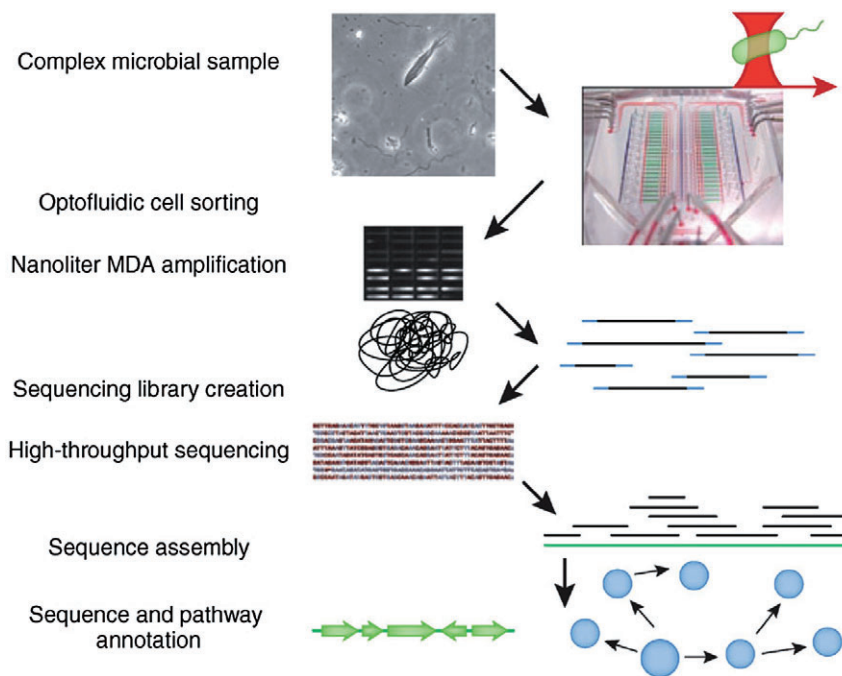 Complex microbial sample
Optofluidic cell sorting
Nanoliter MDA amplification
Sequencing library creation
High-throughput sequencing
Sequence assembly
Sequence and pathway
annotation